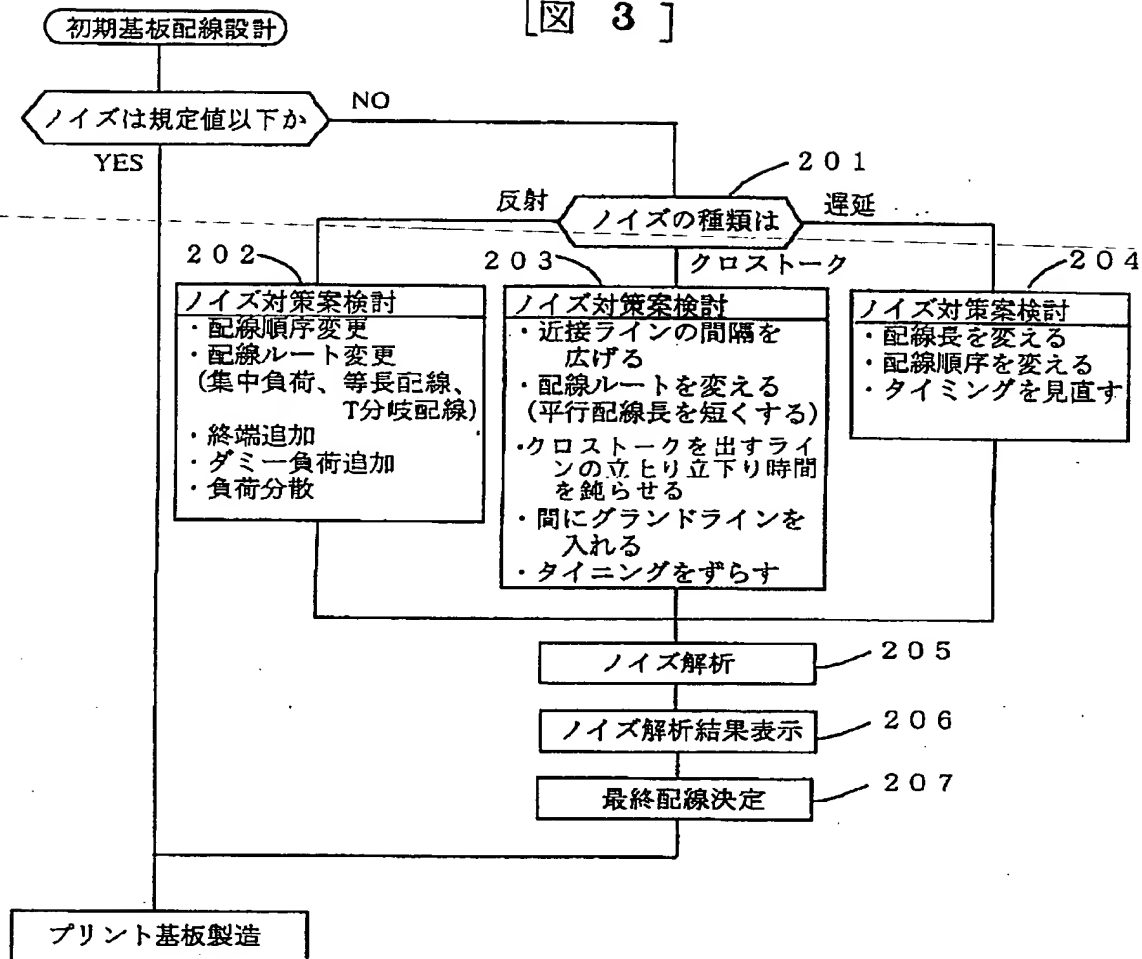 [図 3]
初期基板配線設計
ノイズは規定値以下か
NO
YES
201
反射
ノイズの種類は
遅延
クロストーク
202
ノイズ対策案検討
・配線順序変更
・配線ルート変更
(集中負荷、等長配線、
T分岐配線)
・終端追加
・ダミー負荷追加
・負荷分散
203
ノイズ対策案検討
・近接ラインの間隔を
広げる
・配線ルートを変える
(平行配線長を短くする)
・クロストークを出すライ
ンの立上り立下り時間
を鈍らせる
・間にグランドラインを
入れる
・タイニングをずらす
204
ノイズ対策案検討
・配線長を変える
・配線順序を変える
・タイミングを見直す
ノイズ解析
205
ノイズ解析結果表示
206
最終配線決定
207
プリント基板製造